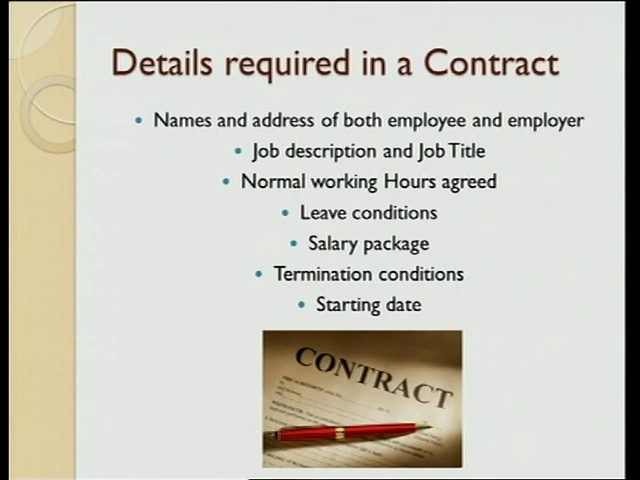 Details required in a Contract
• Names and address of both employee and employer
• Job description and Job Title
• Normal working Hours agreed
• Leave conditions
• Salary package
• Termination conditions
• Starting date
CONTRACT